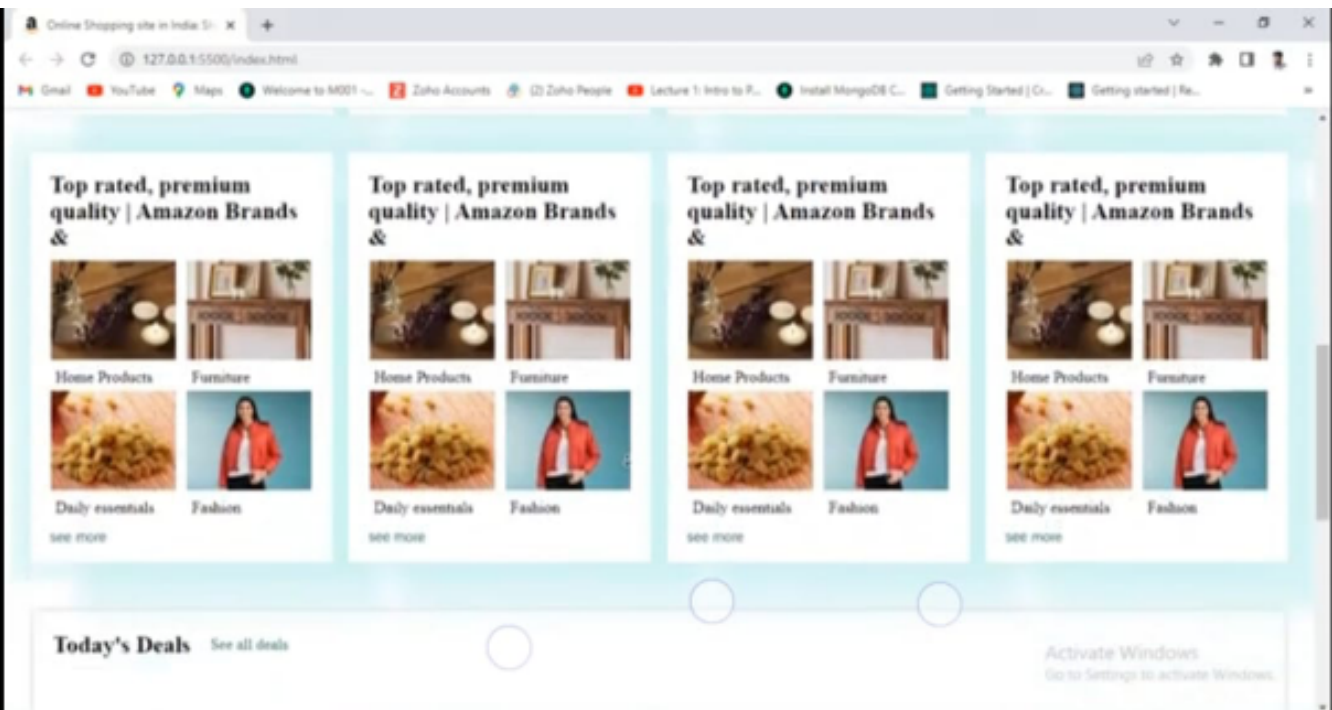 Online Shopping site in India: Sh
127.0.0.1:5500/index.html
Gmail YouTube Maps Welcome to M001 -... Zoho Accounts (2) Zoho People Lecture 1: Intro to P... Install MongoDB C... Getting Started | Cr... Getting started | Re...
Top rated, premium
quality | Amazon Brands
&
Home Products Furniture
Daily essentials Fashion
see more
Top rated, premium
quality | Amazon Brands
&
Home Products Furniture
Daily essentials Fashion
see more
Top rated, premium
quality | Amazon Brands
&
Home Products Furniture
Daily essentials Fashion
see more
Top rated, premium
quality | Amazon Brands
&
Home Products Furniture
Daily essentials Fashion
see more
Today's Deals See all deals
Activate Windows
Go to Settings to activate Windows.